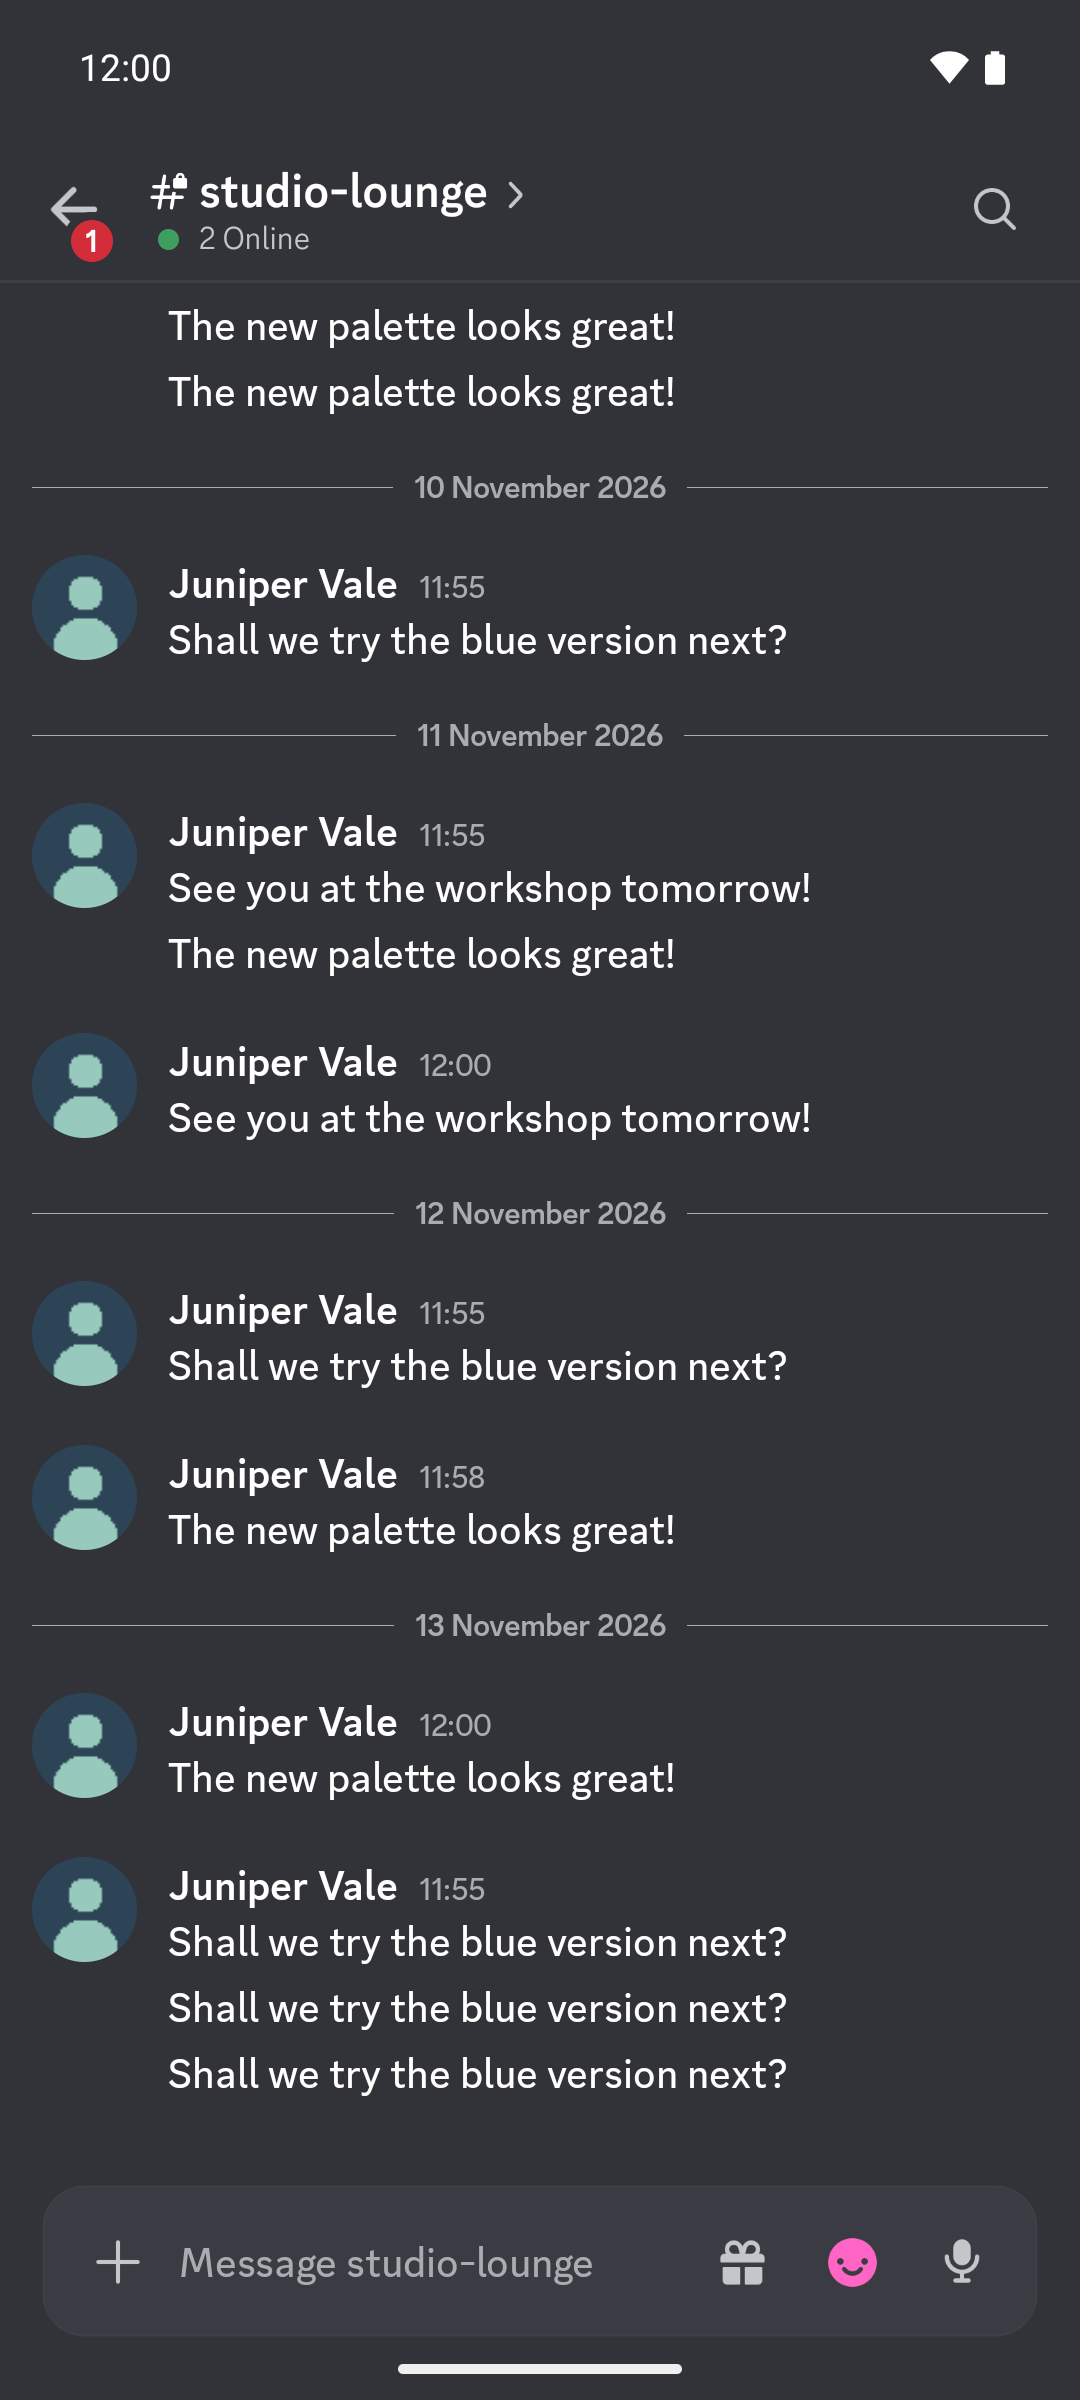 12:00
studio-lounge
1
2 Online
The new palette looks great!
The new palette looks great!
10 November 2026
Juniper Vale 11:55
Shall we try the blue version next?
11 November 2026
Juniper Vale 11:55
See you at the workshop tomorrow!
The new palette looks great!
Juniper Vale 12:00
See you at the workshop tomorrow!
12 November 2026
Juniper Vale 11:55
Shall we try the blue version next?
Juniper Vale 11:58
The new palette looks great!
13 November 2026
Juniper Vale 12:00
The new palette looks great!
Juniper Vale 11:55
Shall we try the blue version next?
Shall we try the blue version next?
Shall we try the blue version next?
Message studio-lounge